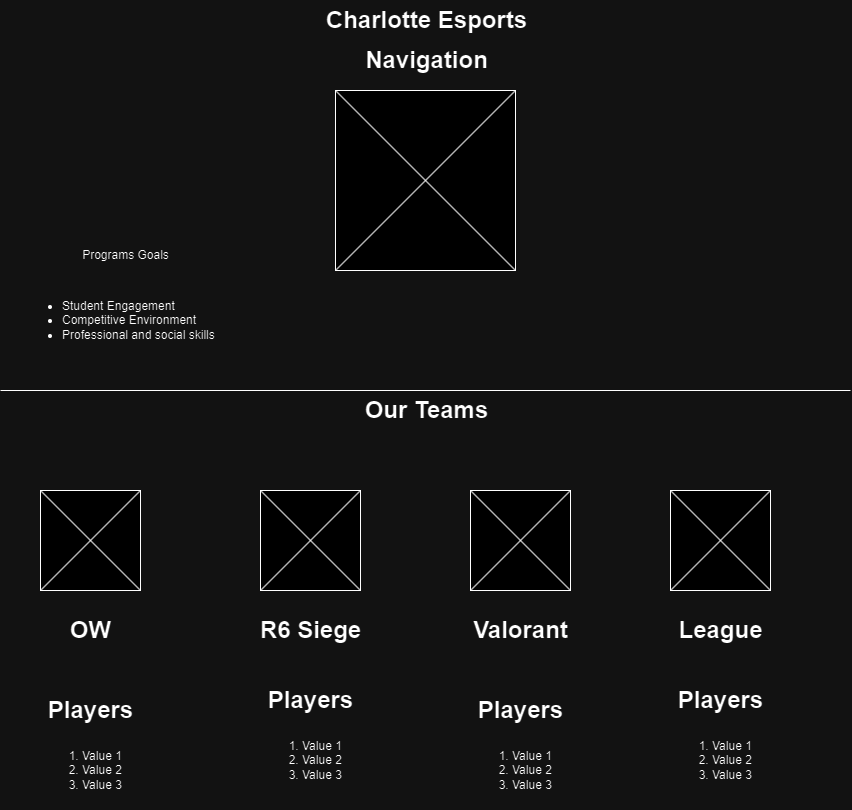 Charlotte Esports
Navigation
Programs Goals
• Student Engagement
• Competitive Environment
• Professional and social skills
Our Teams
OW
R6 Siege
Valorant
League
Players
1. Value 1
2. Value 2
3. Value 3
Players
1. Value 1
2. Value 2
3. Value 3
Players
1. Value 1
2. Value 2
3. Value 3
Players
1. Value 1
2. Value 2
3. Value 3